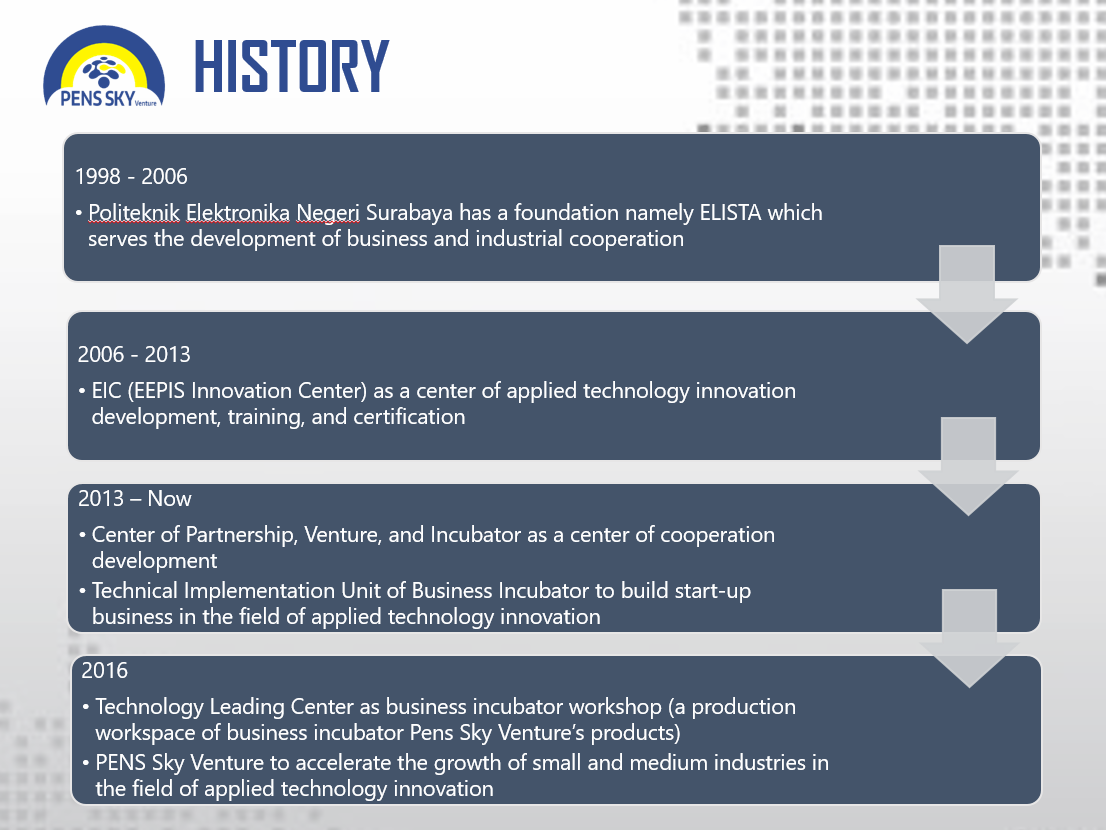 PENS SKY Venture
HISTORY
1998 - 2006
• Politeknik Elektronika Negeri Surabaya has a foundation namely ELISTA which
serves the development of business and industrial cooperation
2006 - 2013
• EIC (EEPIS Innovation Center) as a center of applied technology innovation
development, training, and certification
2013 – Now
• Center of Partnership, Venture, and Incubator as a center of cooperation
development
• Technical Implementation Unit of Business Incubator to build start-up
business in the field of applied technology innovation
2016
• Technology Leading Center as business incubator workshop (a production
workspace of business incubator Pens Sky Venture’s products)
• PENS Sky Venture to accelerate the growth of small and medium industries in
the field of applied technology innovation